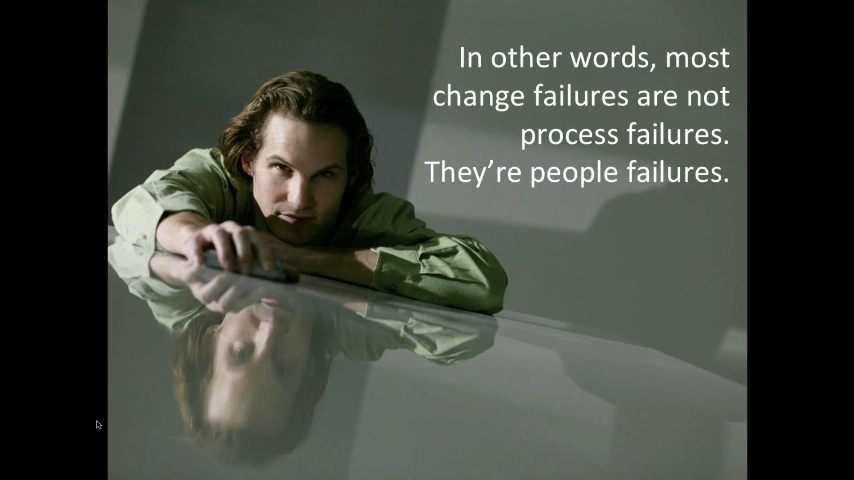 In other words, most
change failures are not
process failures.
They’re people failures.